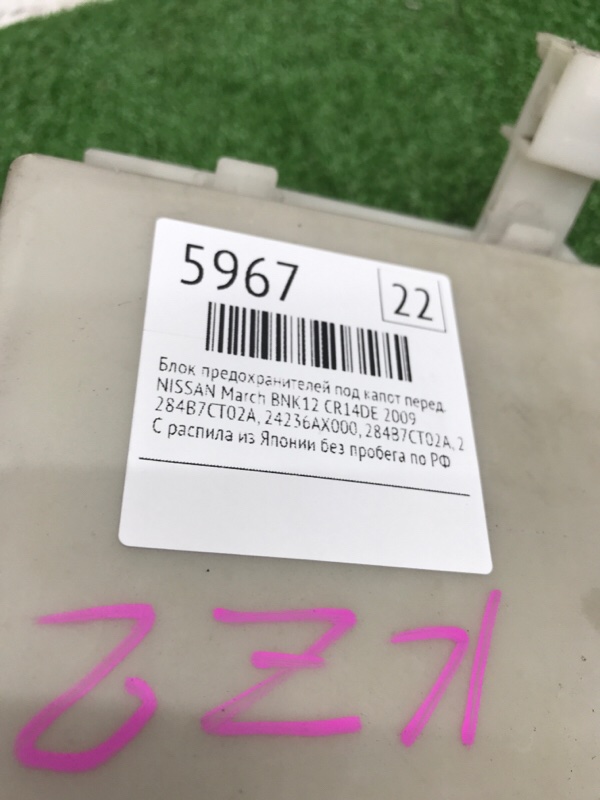 5967
22
Блок предохранителей под капот перед.
NISSAN March BNK12 CR14DE 2009
284B7CT02A, 24236AX000, 284B7CT02A, 2
С распила из Японии без пробега по РФ